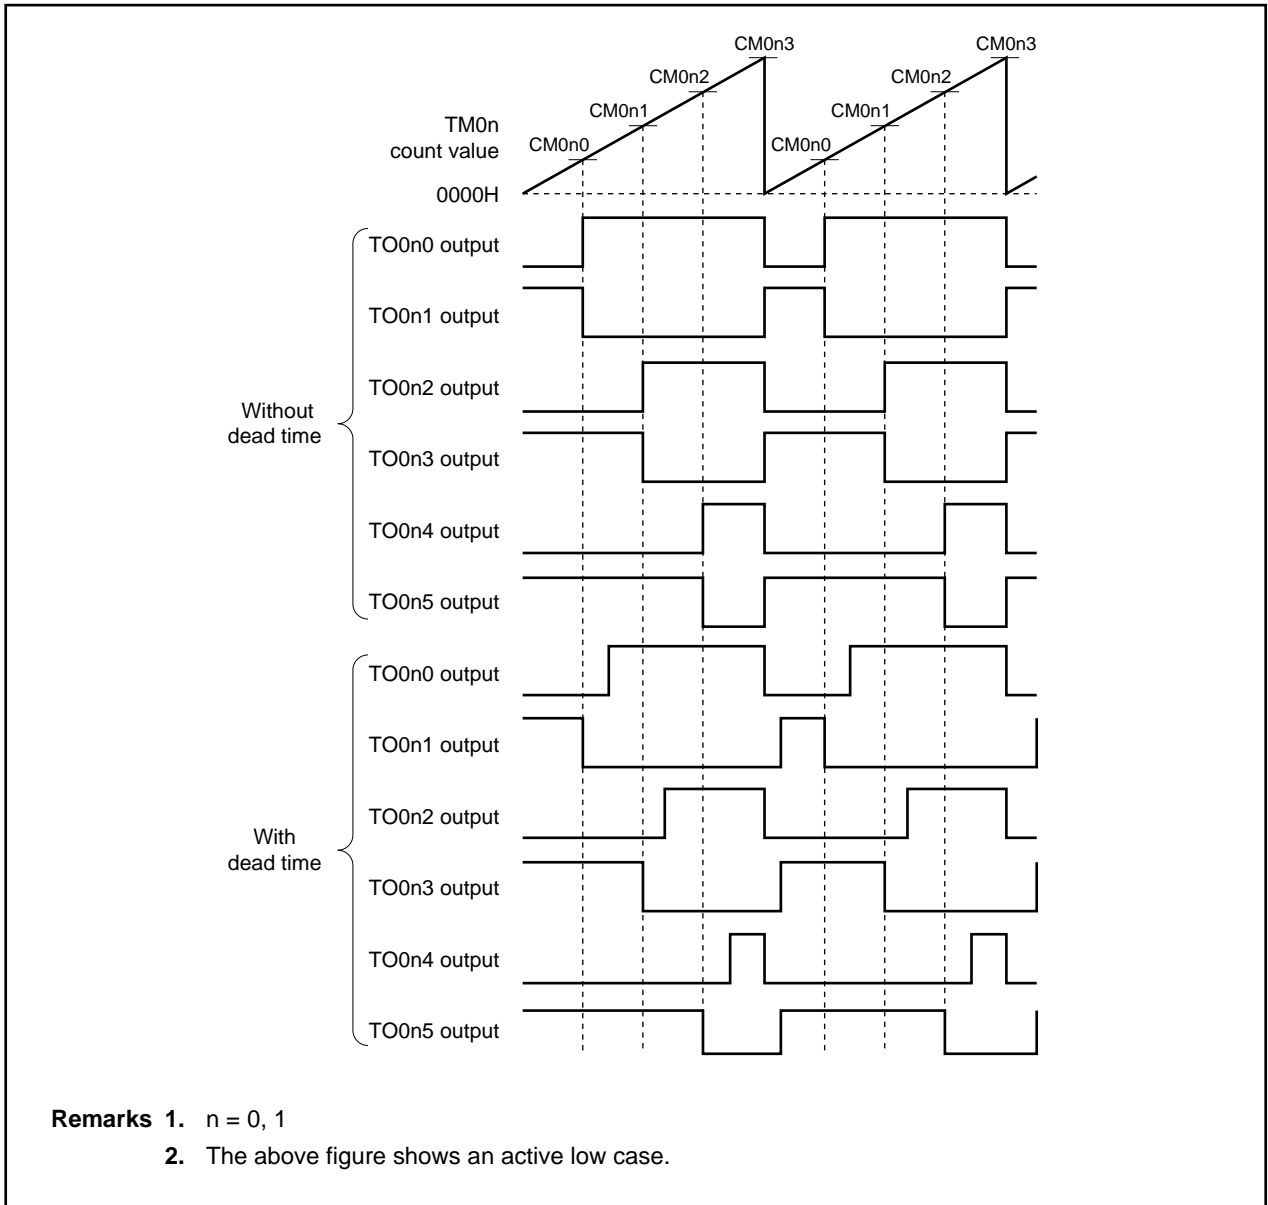 CM0n3 CM0n3
CM0n2 CM0n2
CM0n1 CM0n1
TM0n
count value
CM0n0 CM0n0
0000H
TO0n0 output
TO0n1 output
TO0n2 output
Without
dead time
TO0n3 output
TO0n4 output
TO0n5 output
TO0n0 output
TO0n1 output
TO0n2 output
With
dead time
TO0n3 output
TO0n4 output
TO0n5 output
Remarks 1. n = 0, 1
2. The above figure shows an active low case.